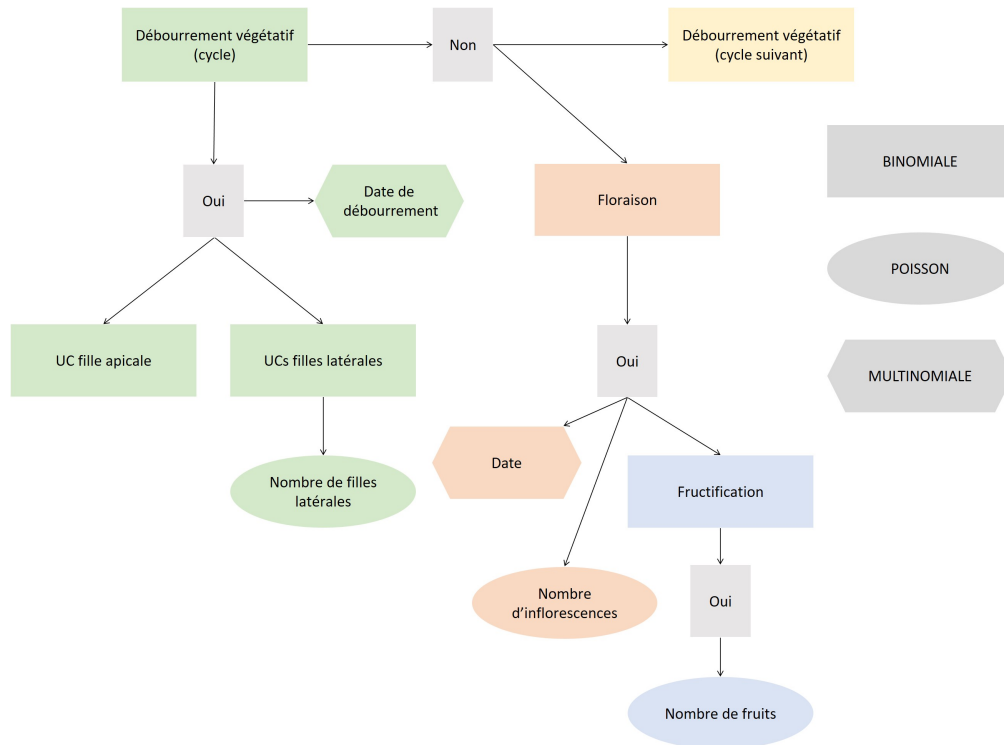 Débourrement végétatif
(cycle)
Non
Débourrement végétatif
(cycle suivant)
BINOMIALE
Oui
Date de
débourrement
Floraison
POISSON
UC fille apicale
UCs filles latérales
Oui
MULTINOMIALE
Nombre de filles
latérales
Date
Fructification
Nombre
d’inflorescences
Oui
Nombre de fruits